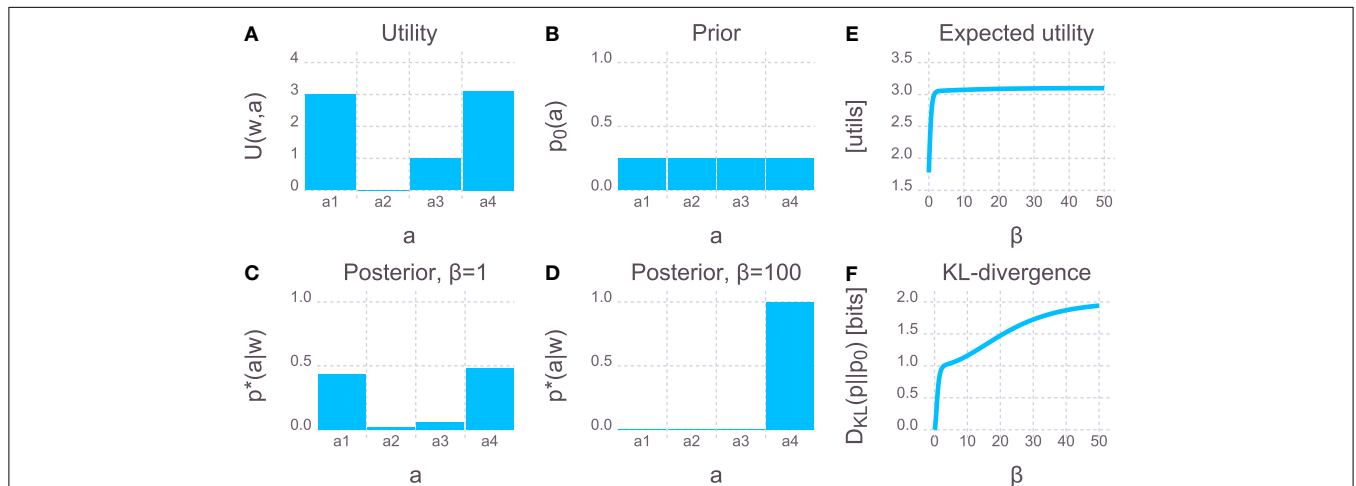 A Utility
4
3
2
1
0
U(w,a)
a1 a2 a3 a4
a
B Prior
1.0
0.5
0.0
p0(a)
a1 a2 a3 a4
a
E Expected utility
3.5
3.0
2.5
2.0
1.5
[utils]
0 10 20 30 40 50
β
C Posterior, β=1
1.0
0.5
0.0
p*(a|w)
a1 a2 a3 a4
a
D Posterior, β=100
1.0
0.5
0.0
p*(a|w)
a1 a2 a3 a4
a
F KL-divergence
2.0
1.5
1.0
0.5
0.0
DKL(p||p0) [bits]
0 10 20 30 40 50
β